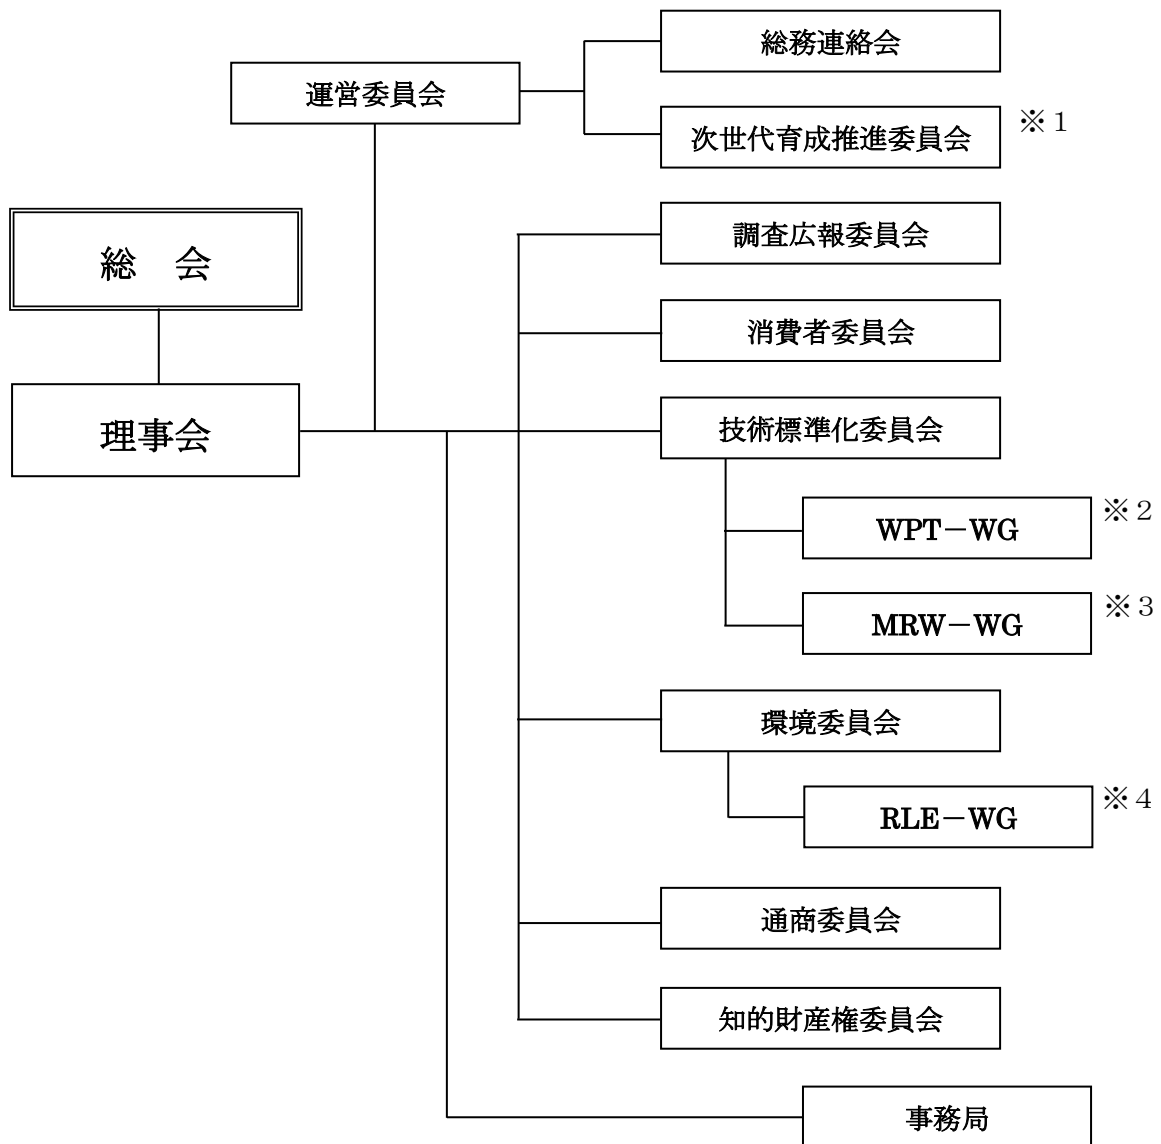 総務連絡会
運営委員会
次世代育成推進委員会 ※１
調査広報委員会
総　会
消費者委員会
理事会
技術標準化委員会
WPT－WG ※２
MRW－WG ※３
環境委員会
RLE－WG ※４
通商委員会
知的財産権委員会
事務局